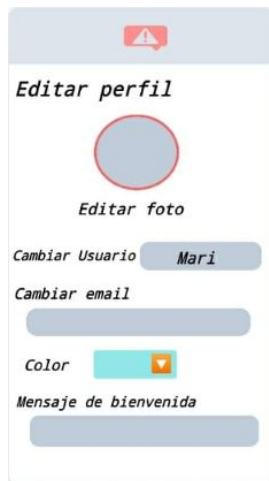 Editar perfil
Editar foto
Cambiar Usuario Mari
Cambiar email
Color
Mensaje de bienvenida